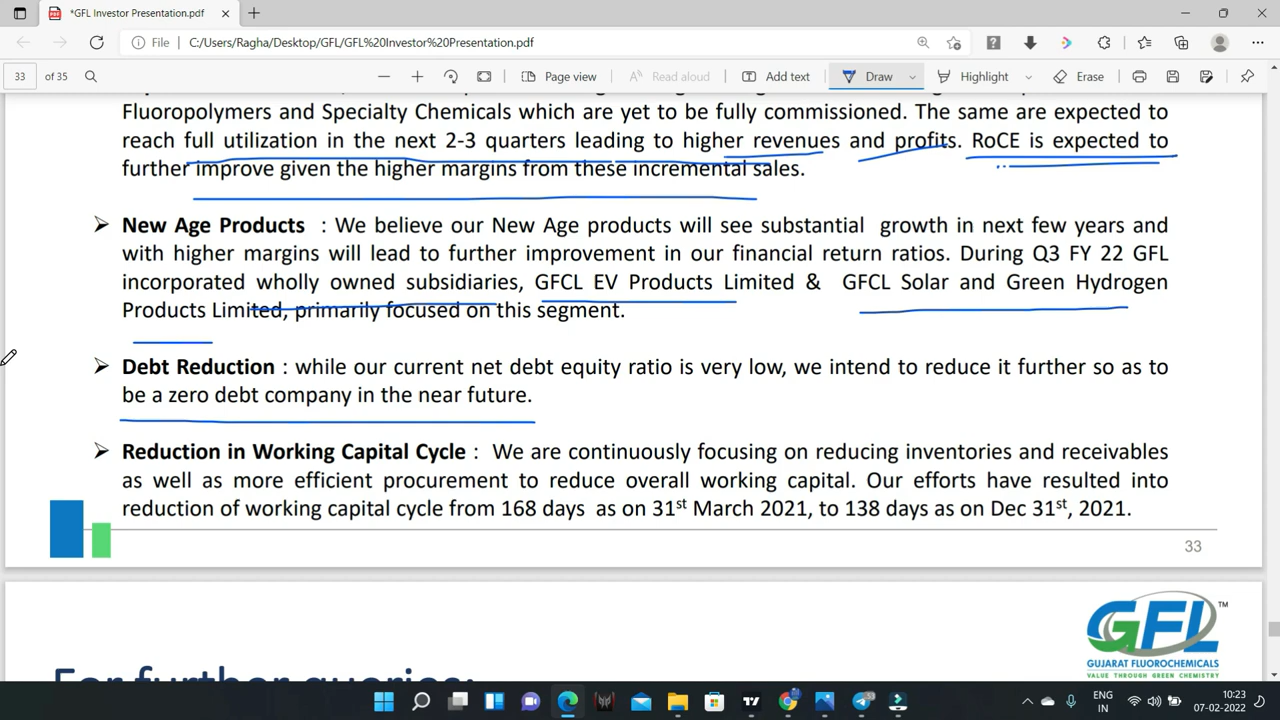 *GFL Investor Presentation.pdf
File C:/Users/Ragha/Desktop/GFL/GFL%20Investor%20Presentation.pdf
33 of 35 Page view Read aloud Add text Draw Highlight Erase
Fluoropolymers and Specialty Chemicals which are yet to be fully commissioned. The same are expected to
reach full utilization in the next 2-3 quarters leading to higher revenues and profits. RoCE is expected to
further improve given the higher margins from these incremental sales.
➢ New Age Products : We believe our New Age products will see substantial growth in next few years and
with higher margins will lead to further improvement in our financial return ratios. During Q3 FY 22 GFL
incorporated wholly owned subsidiaries, GFCL EV Products Limited & GFCL Solar and Green Hydrogen
Products Limited, primarily focused on this segment.
➢ Debt Reduction : while our current net debt equity ratio is very low, we intend to reduce it further so as to
be a zero debt company in the near future.
➢ Reduction in Working Capital Cycle : We are continuously focusing on reducing inventories and receivables
as well as more efficient procurement to reduce overall working capital. Our efforts have resulted into
reduction of working capital cycle from 168 days as on 31st March 2021, to 138 days as on Dec 31st, 2021.
33
GFL TM
GUJARAT FLUOROCHEMICALS
VALUE THROUGH GREEN CHEMISTRY
For further queries:
ENG
IN
10:23
07-02-2022